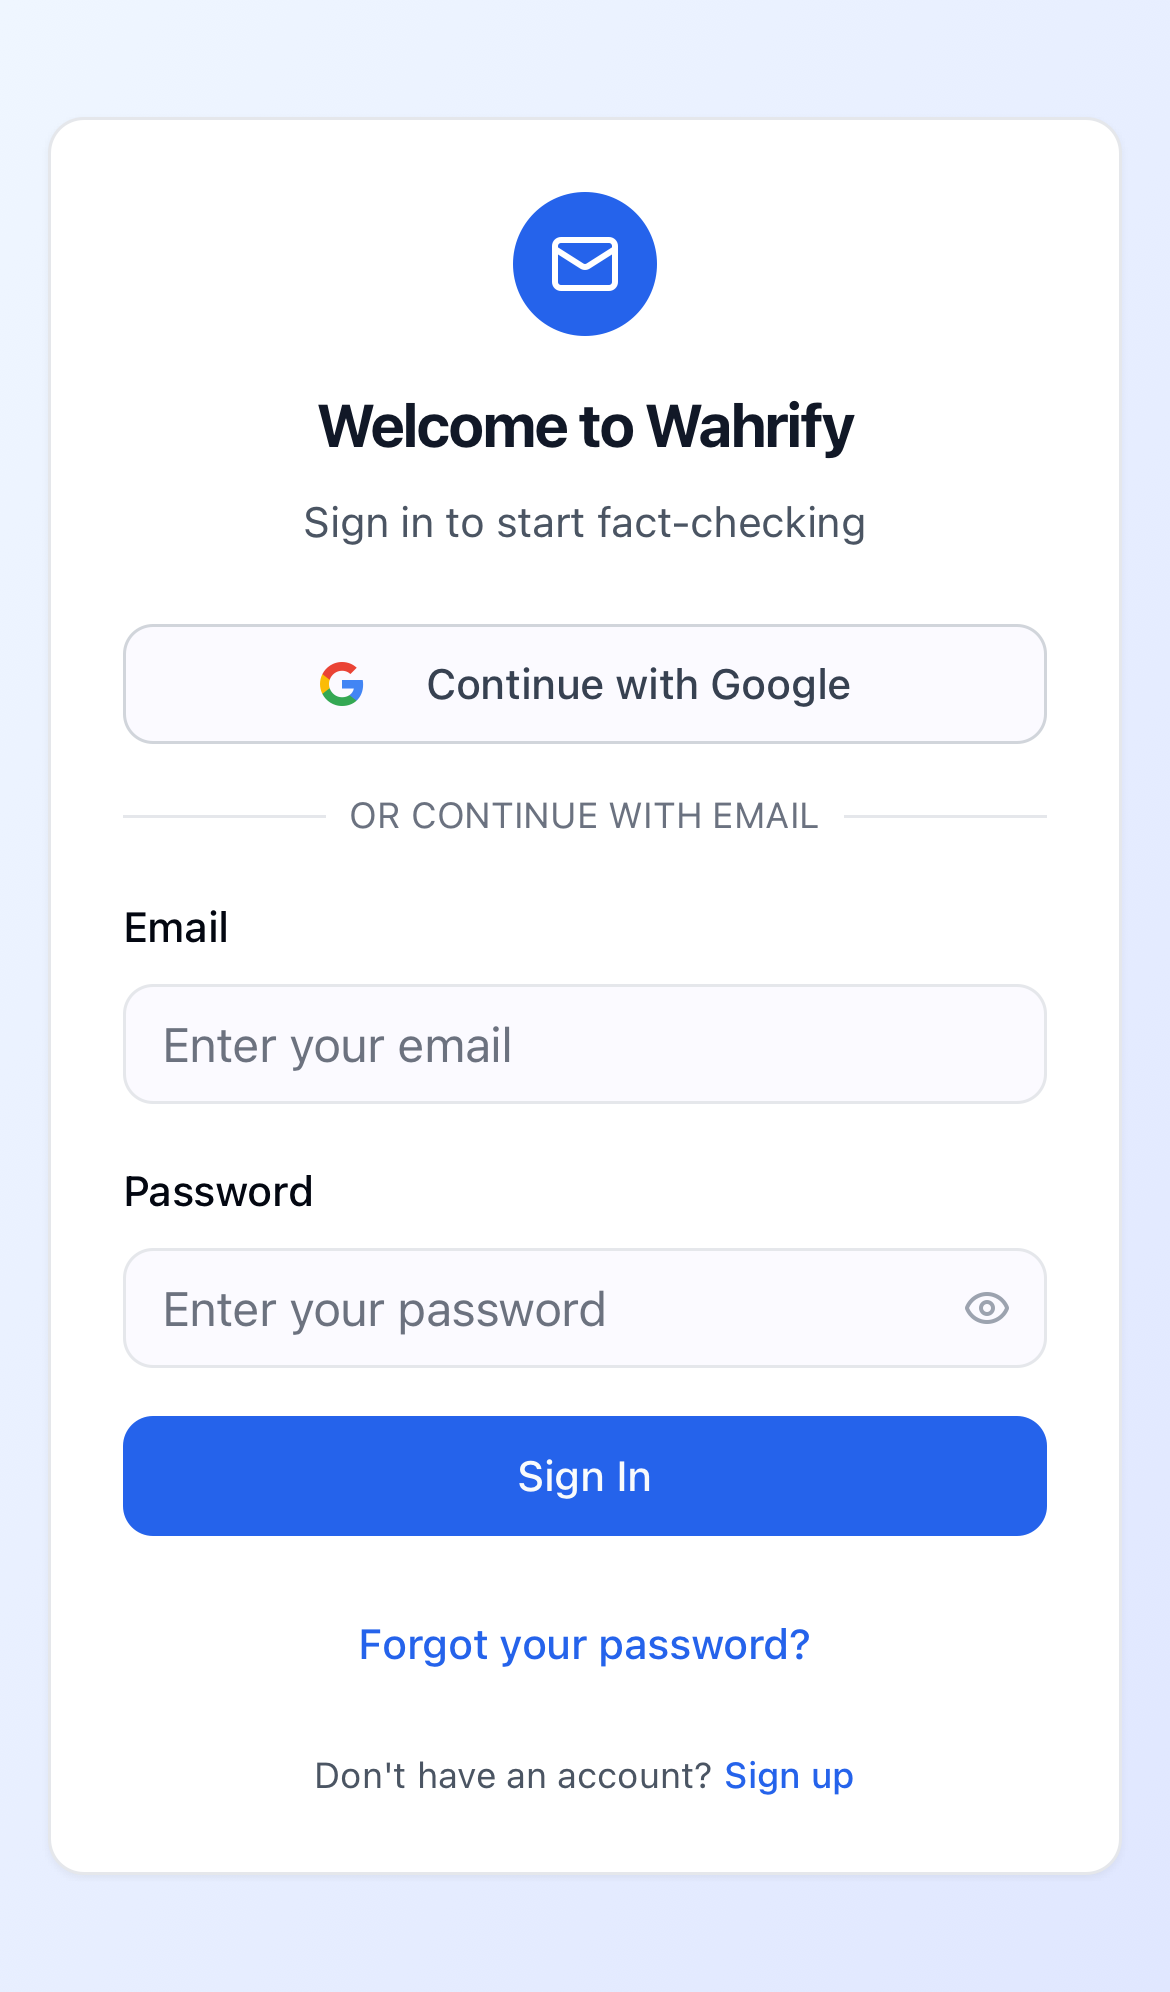 Welcome to Wahrify
Sign in to start fact-checking
Continue with Google
OR CONTINUE WITH EMAIL
Email
Enter your email
Password
Enter your password
Sign In
Forgot your password?
Don't have an account? Sign up